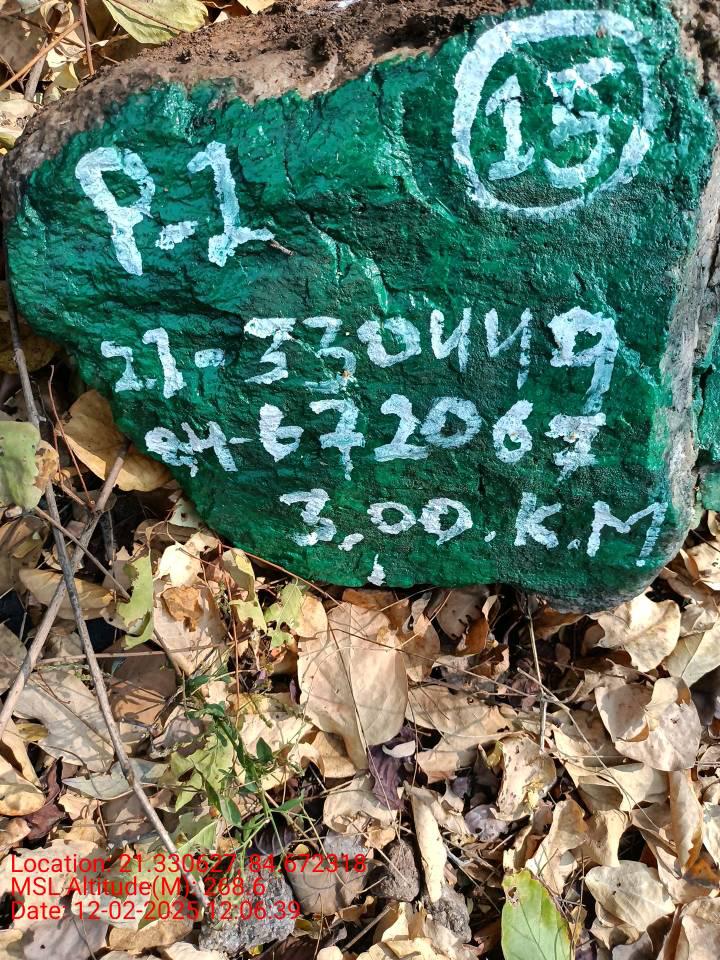 15
P-1
21-330449
84-672067
3.00.K.M
Location: 21.330627, 84.672318
MSL Altitude(M): 268.6
Date: 12-02-2025 12:06:39